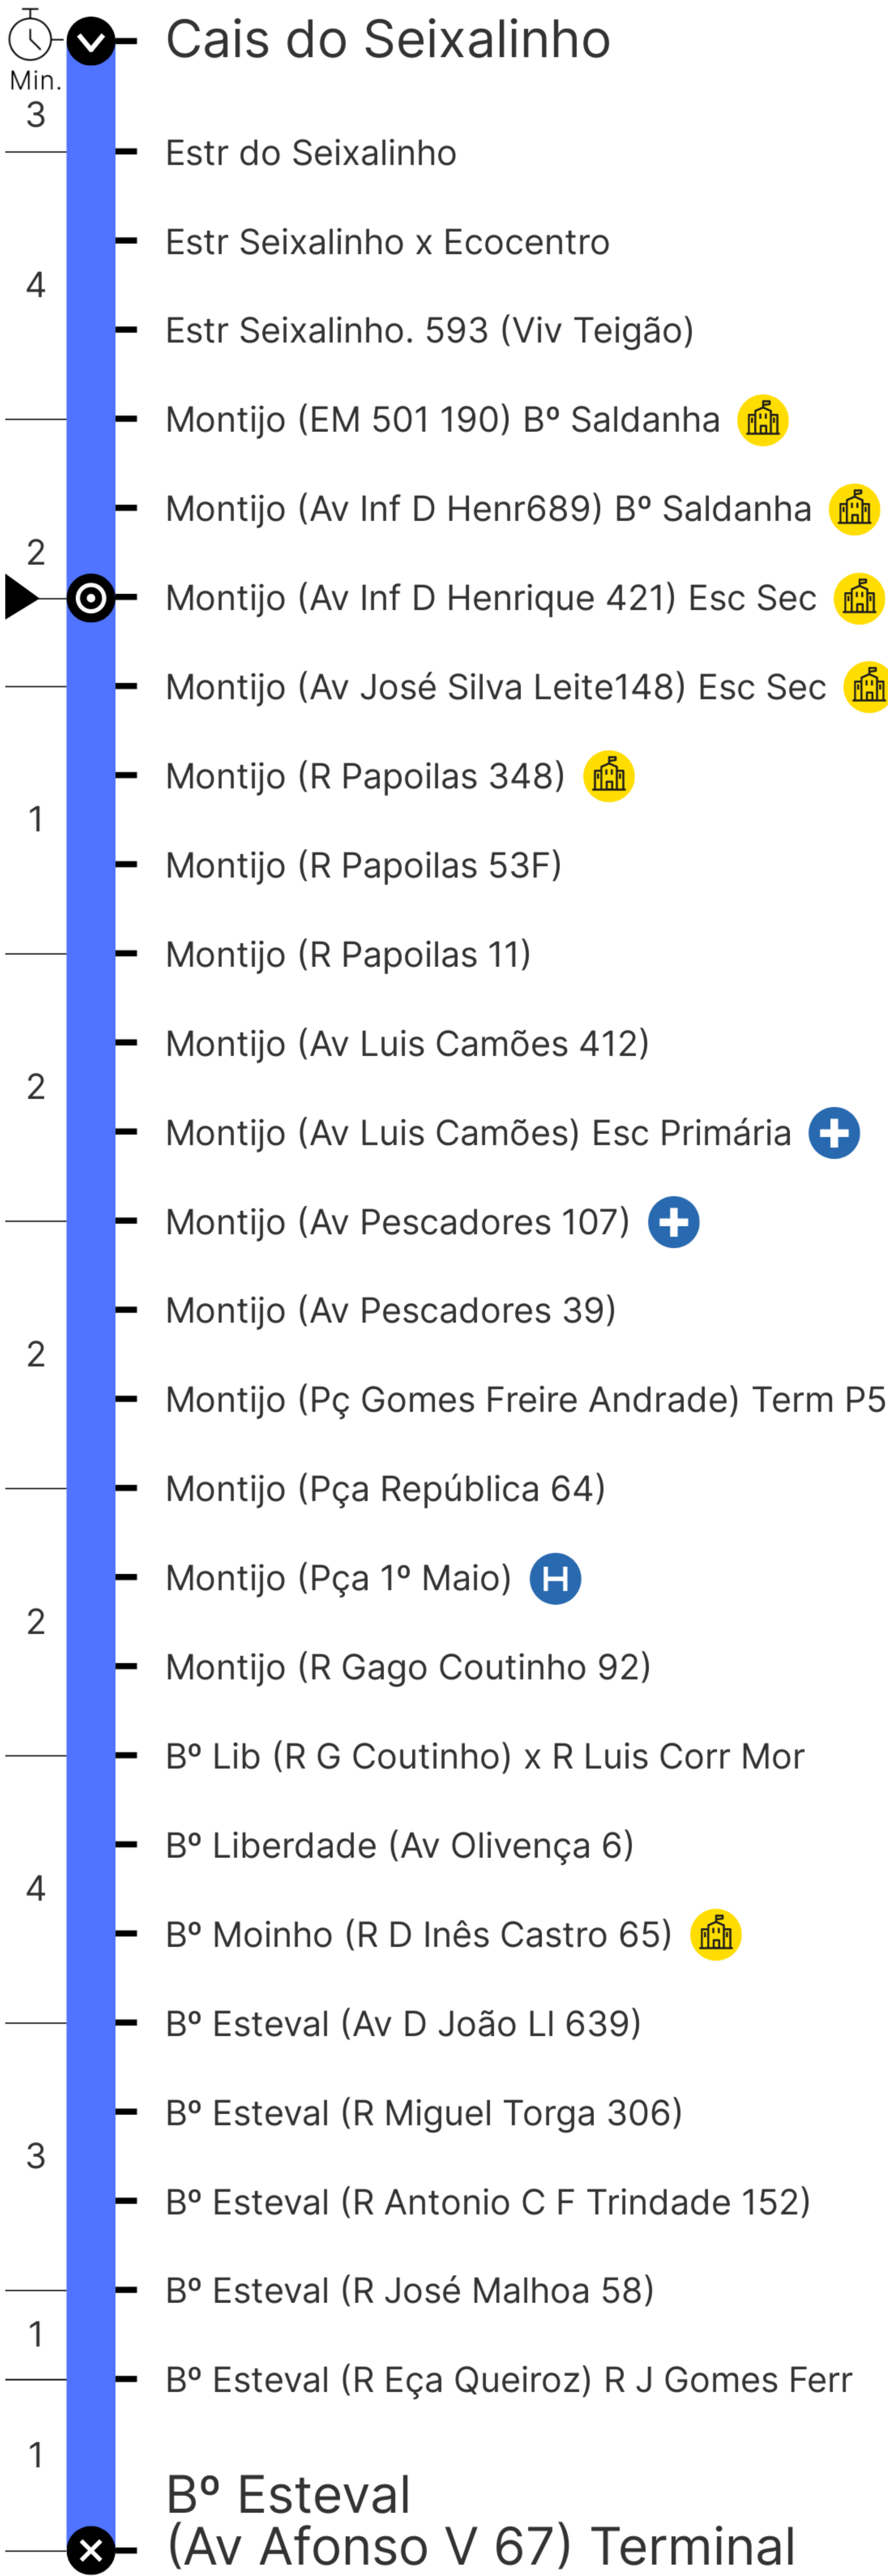 Cais do Seixalinho
Min.
3
Estr do Seixalinho
Estr Seixalinho x Ecocentro
4
Estr Seixalinho. 593 (Viv Teigão)
Montijo (EM 501 190) Bº Saldanha
Montijo (Av Inf D Henr689) Bº Saldanha
2
Montijo (Av Inf D Henrique 421) Esc Sec
Montijo (Av José Silva Leite148) Esc Sec
Montijo (R Papoilas 348)
1
Montijo (R Papoilas 53F)
Montijo (R Papoilas 11)
Montijo (Av Luis Camões 412)
2
Montijo (Av Luis Camões) Esc Primária
Montijo (Av Pescadores 107)
Montijo (Av Pescadores 39)
2
Montijo (Pç Gomes Freire Andrade) Term P5
Montijo (Pça República 64)
Montijo (Pça 1º Maio) H
2
Montijo (R Gago Coutinho 92)
Bº Lib (R G Coutinho) x R Luis Corr Mor
Bº Liberdade (Av Olivença 6)
4
Bº Moinho (R D Inês Castro 65)
Bº Esteval (Av D João LI 639)
Bº Esteval (R Miguel Torga 306)
3
Bº Esteval (R Antonio C F Trindade 152)
Bº Esteval (R José Malhoa 58)
1
Bº Esteval (R Eça Queiroz) R J Gomes Ferr
1
Bº Esteval
(Av Afonso V 67) Terminal